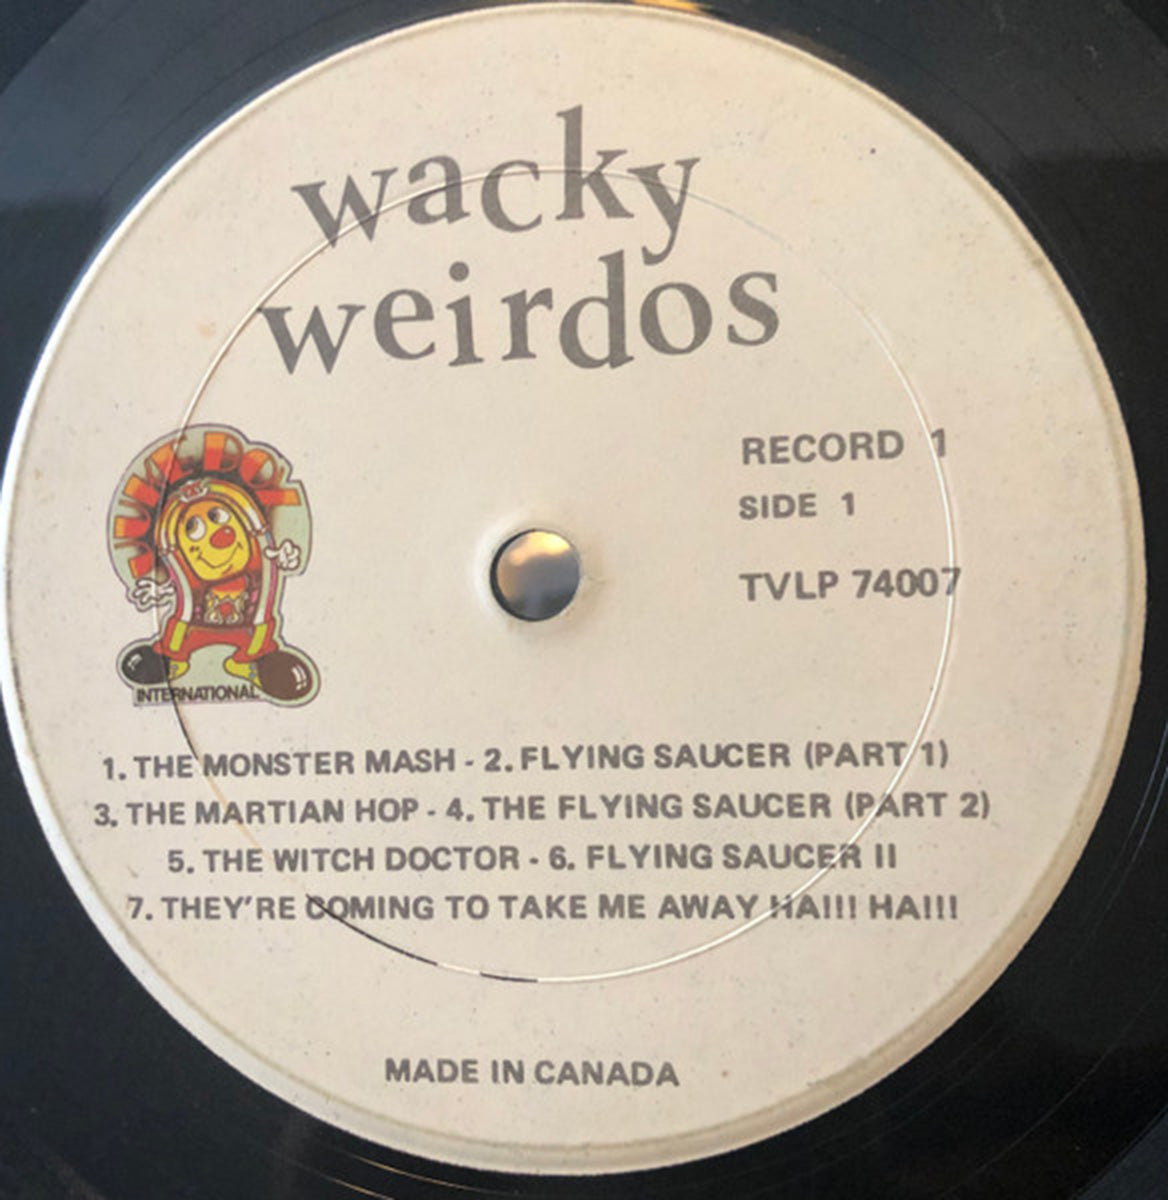 wacky
weirdos
JUKE BOX
INTERNATIONAL
RECORD 1
SIDE 1
TVLP 74007
1. THE MONSTER MASH - 2. FLYING SAUCER (PART 1)
3. THE MARTIAN HOP - 4. THE FLYING SAUCER (PART 2)
5. THE WITCH DOCTOR - 6. FLYING SAUCER II
7. THEY'RE COMING TO TAKE ME AWAY HA!!! HA!!!
MADE IN CANADA